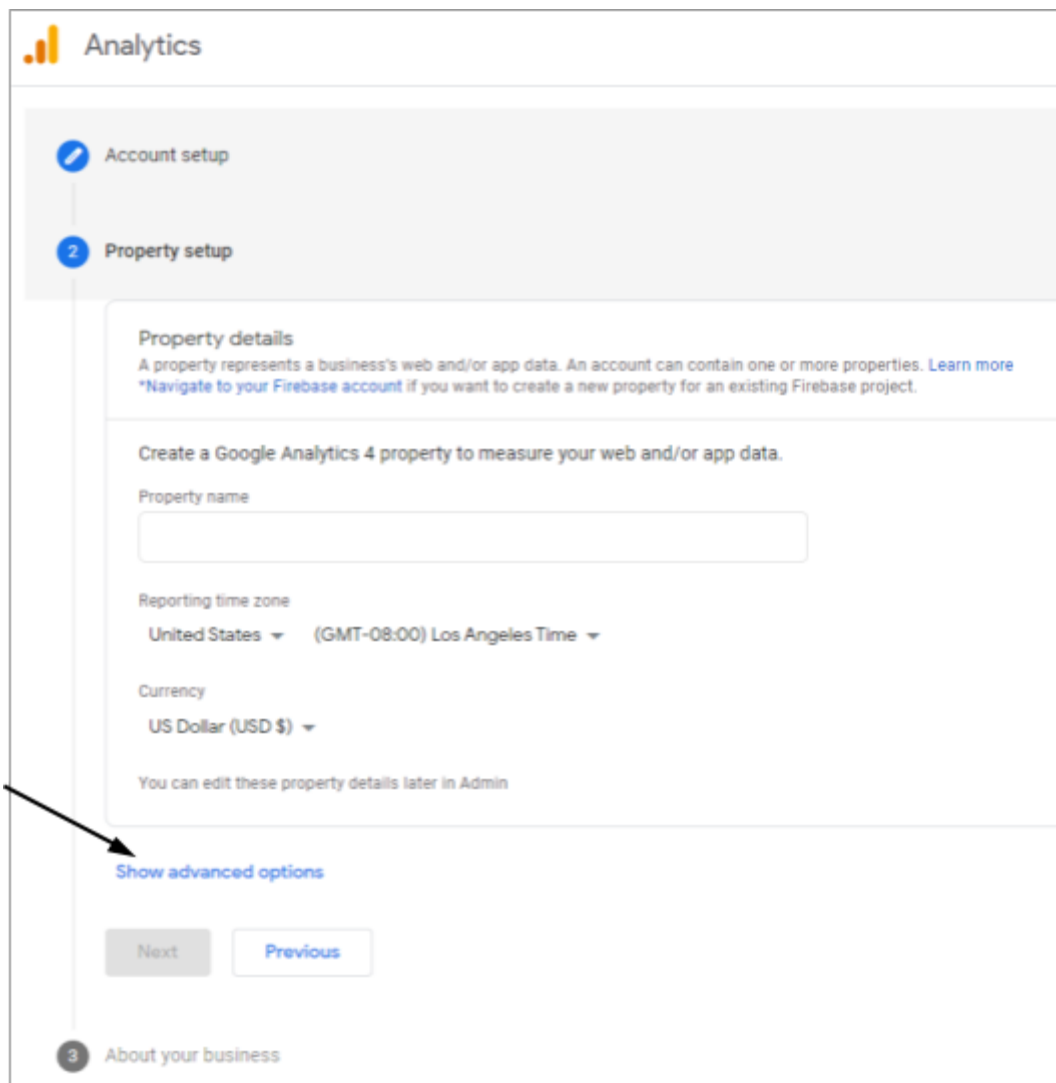 Analytics
Account setup
2 Property setup
Property details
A property represents a business's web and/or app data. An account can contain one or more properties. Learn more
*Navigate to your Firebase account if you want to create a new property for an existing Firebase project.
Create a Google Analytics 4 property to measure your web and/or app data.
Property name
Reporting time zone
United States (GMT-08:00) Los Angeles Time
Currency
US Dollar (USD $)
You can edit these property details later in Admin
Show advanced options
Next Previous
3 About your business